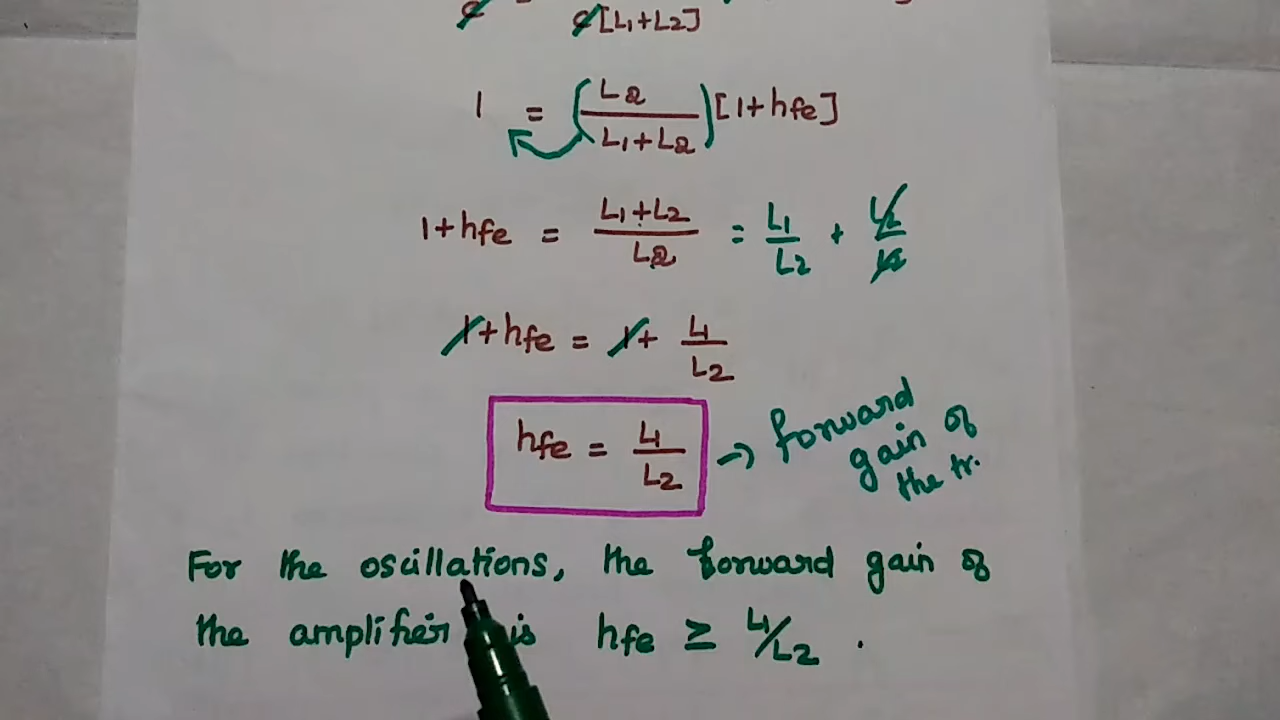 ¢ = ¢[L1+L2]
1 = (L2/(L1+L2)) [1+hfe]
1+hfe = (L1+L2)/L2 = L1/L2 + L2/L2
1+hfe = 1+ L1/L2
hfe = L1/L2 → forward gain of the tr.
For the oscillations, the forward gain of
the amplifier is hfe ≥ L1/L2 .